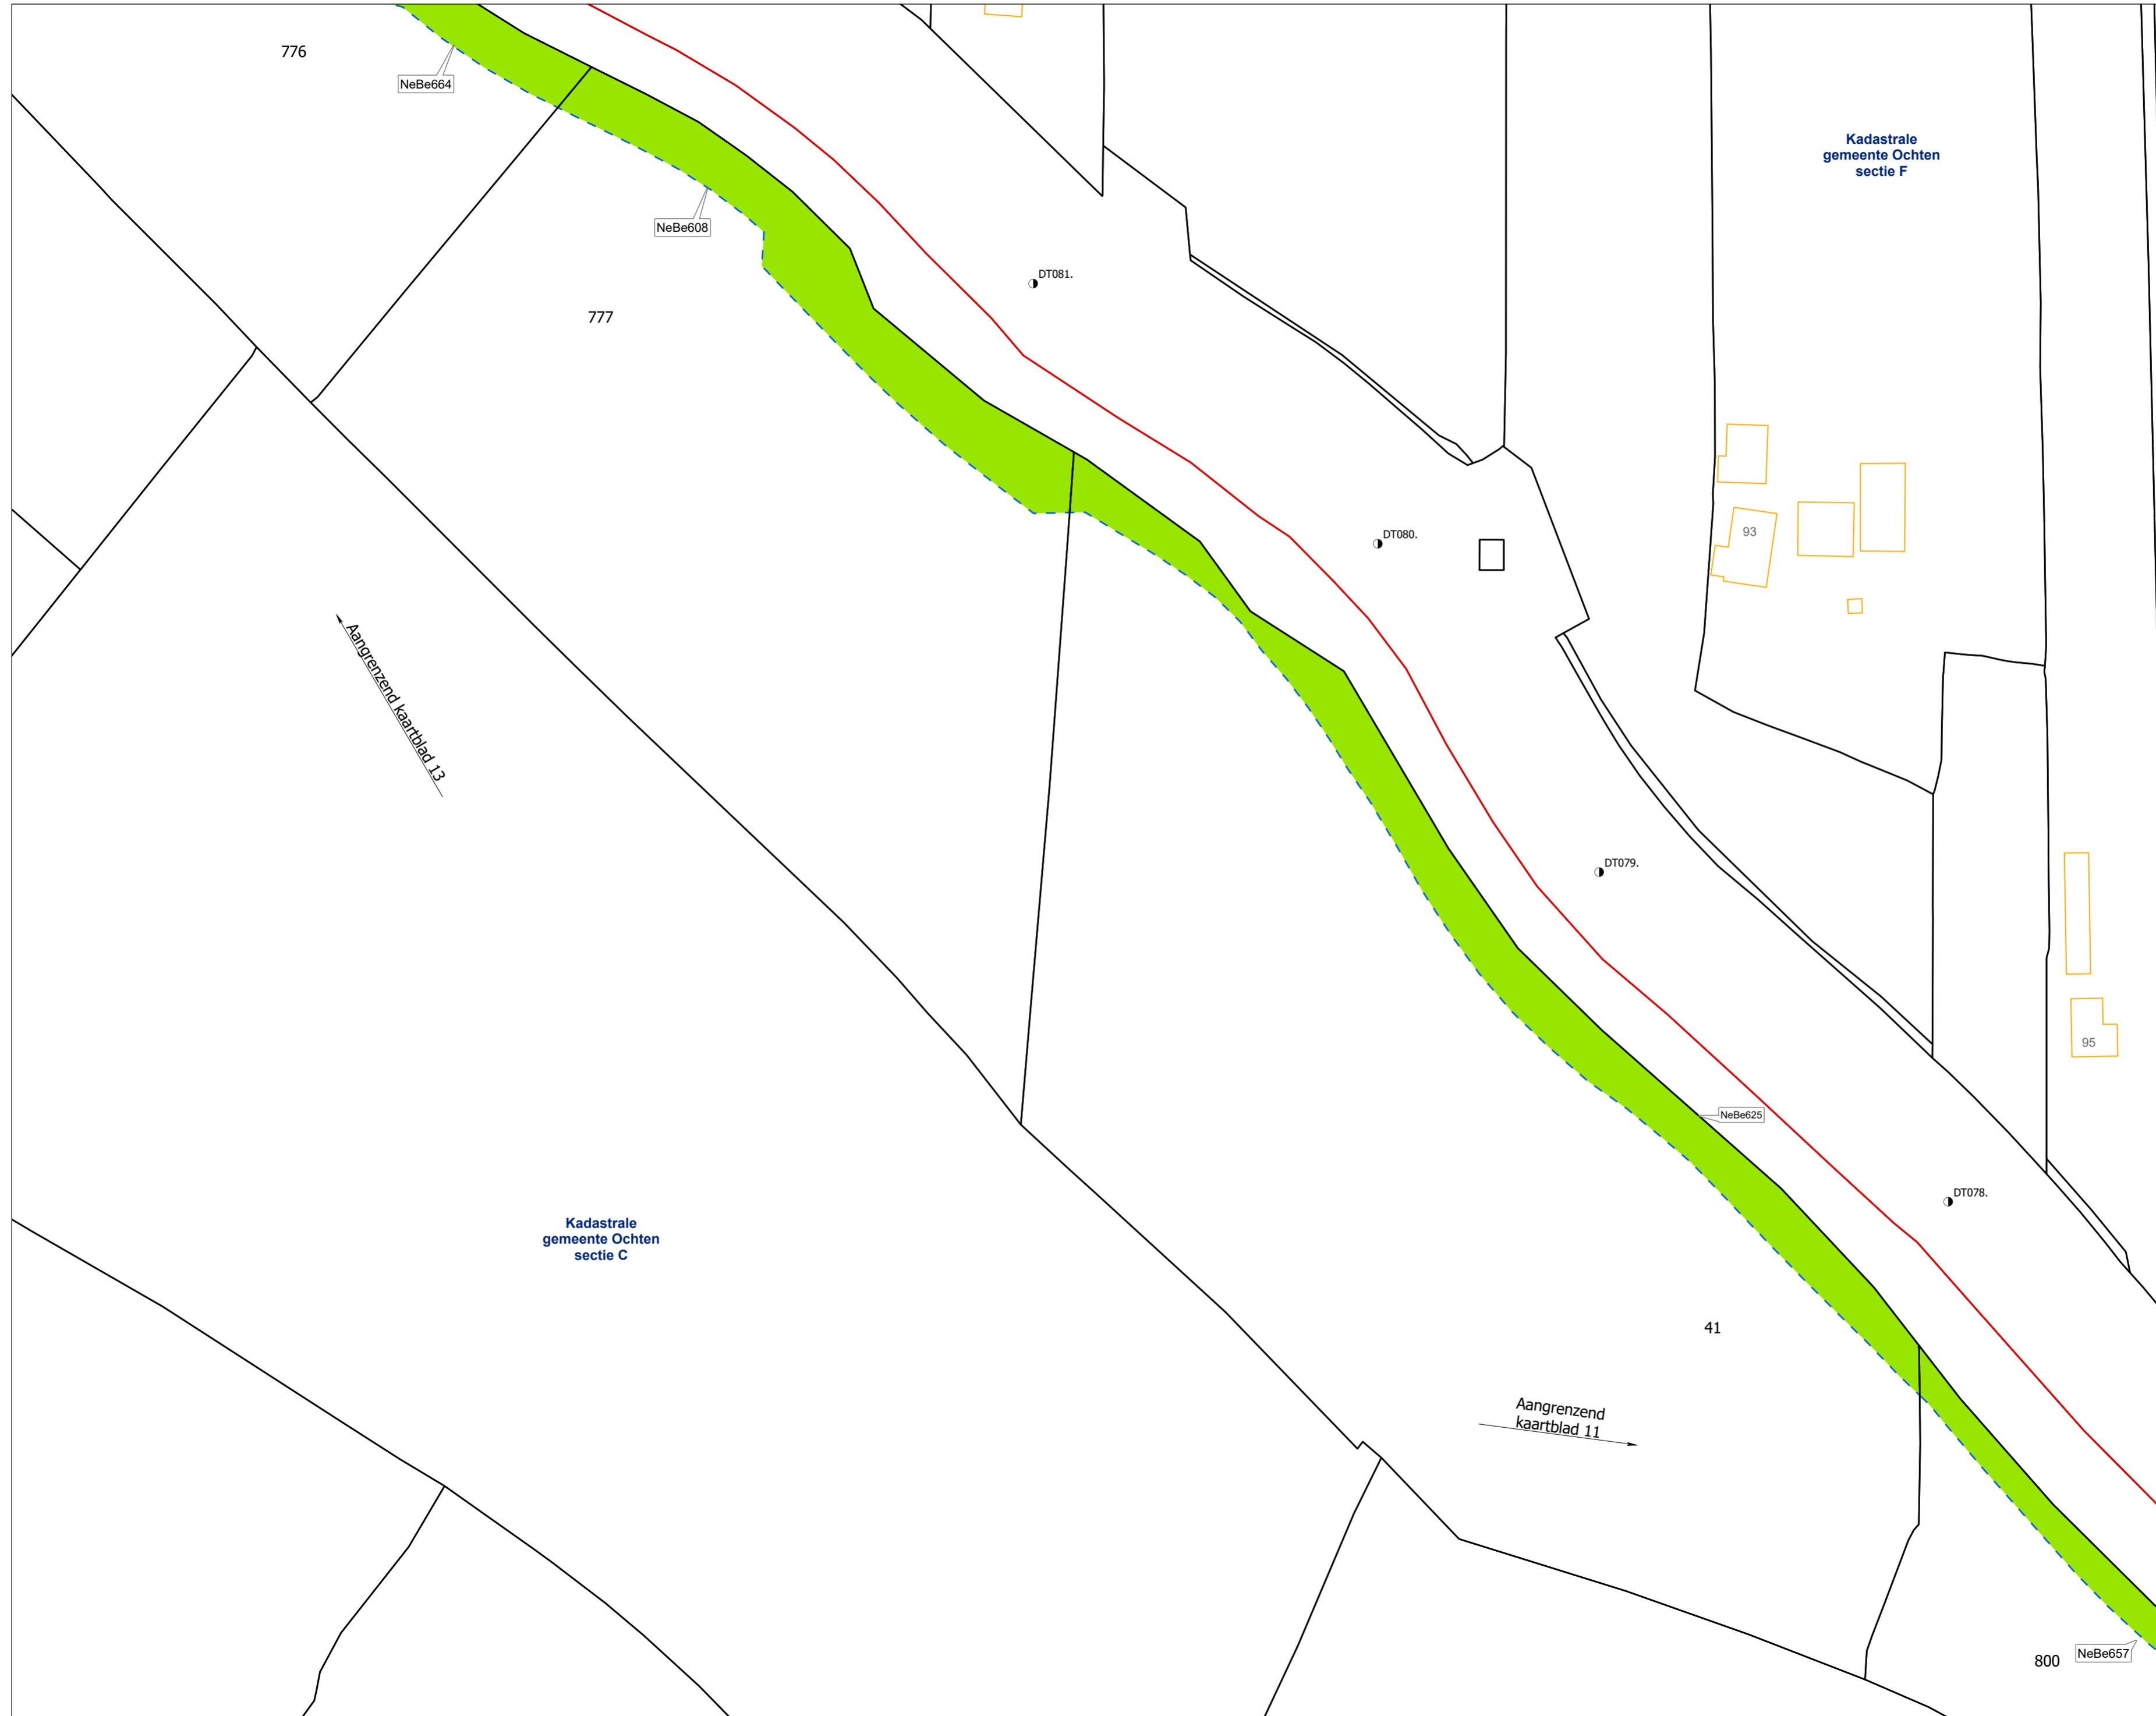 776
NeBe664
Kadastrale
gemeente Ochten
sectie F
NeBe608
DT081.
777
DT080.
93
Aangrenzend kaartblad 13
DT079.
95
NeBe625
DT078.
Kadastrale
gemeente Ochten
sectie C
41
Aangrenzend
kaartblad 11
800
NeBe657